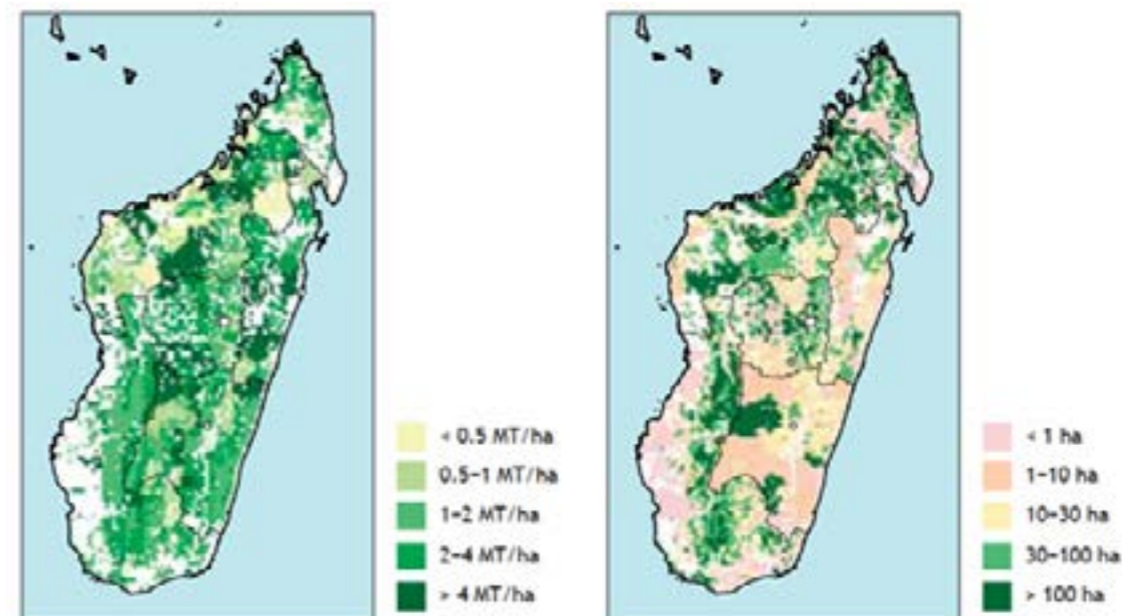 < 0.5 MT/ha
0.5–1 MT/ha
1–2 MT/ha
2–4 MT/ha
> 4 MT/ha
< 1 ha
1–10 ha
10–30 ha
30–100 ha
> 100 ha